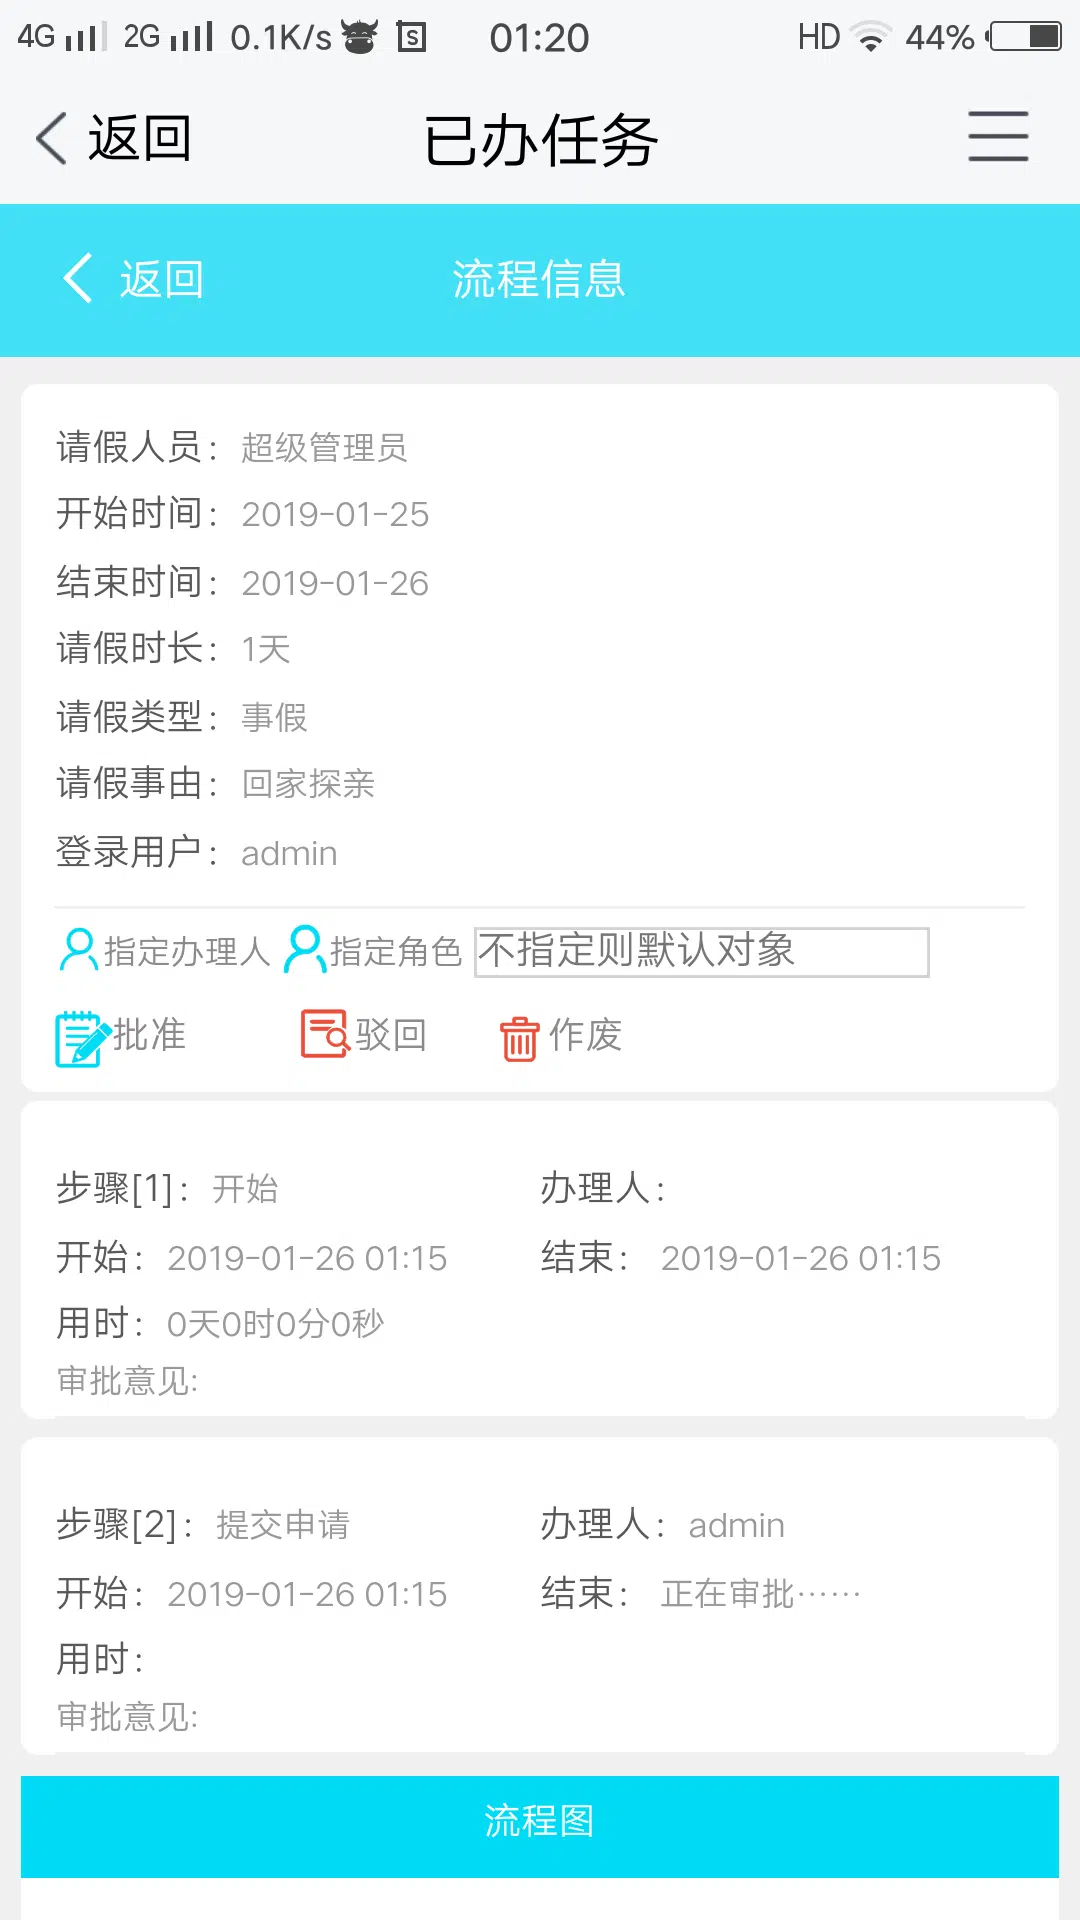 4G 2G 0.1K/s S 01:20 HD 44%
返回 已办任务
返回 流程信息
请假人员： 超级管理员
开始时间： 2019-01-25
结束时间： 2019-01-26
请假时长： 1天
请假类型： 事假
请假事由： 回家探亲
登录用户： admin
指定办理人 指定角色 不指定则默认对象
批准 驳回 作废
步骤[1]： 开始 办理人：
开始： 2019-01-26 01:15 结束： 2019-01-26 01:15
用时： 0天0时0分0秒
审批意见:
步骤[2]： 提交申请 办理人： admin
开始： 2019-01-26 01:15 结束： 正在审批……
用时：
审批意见:
流程图